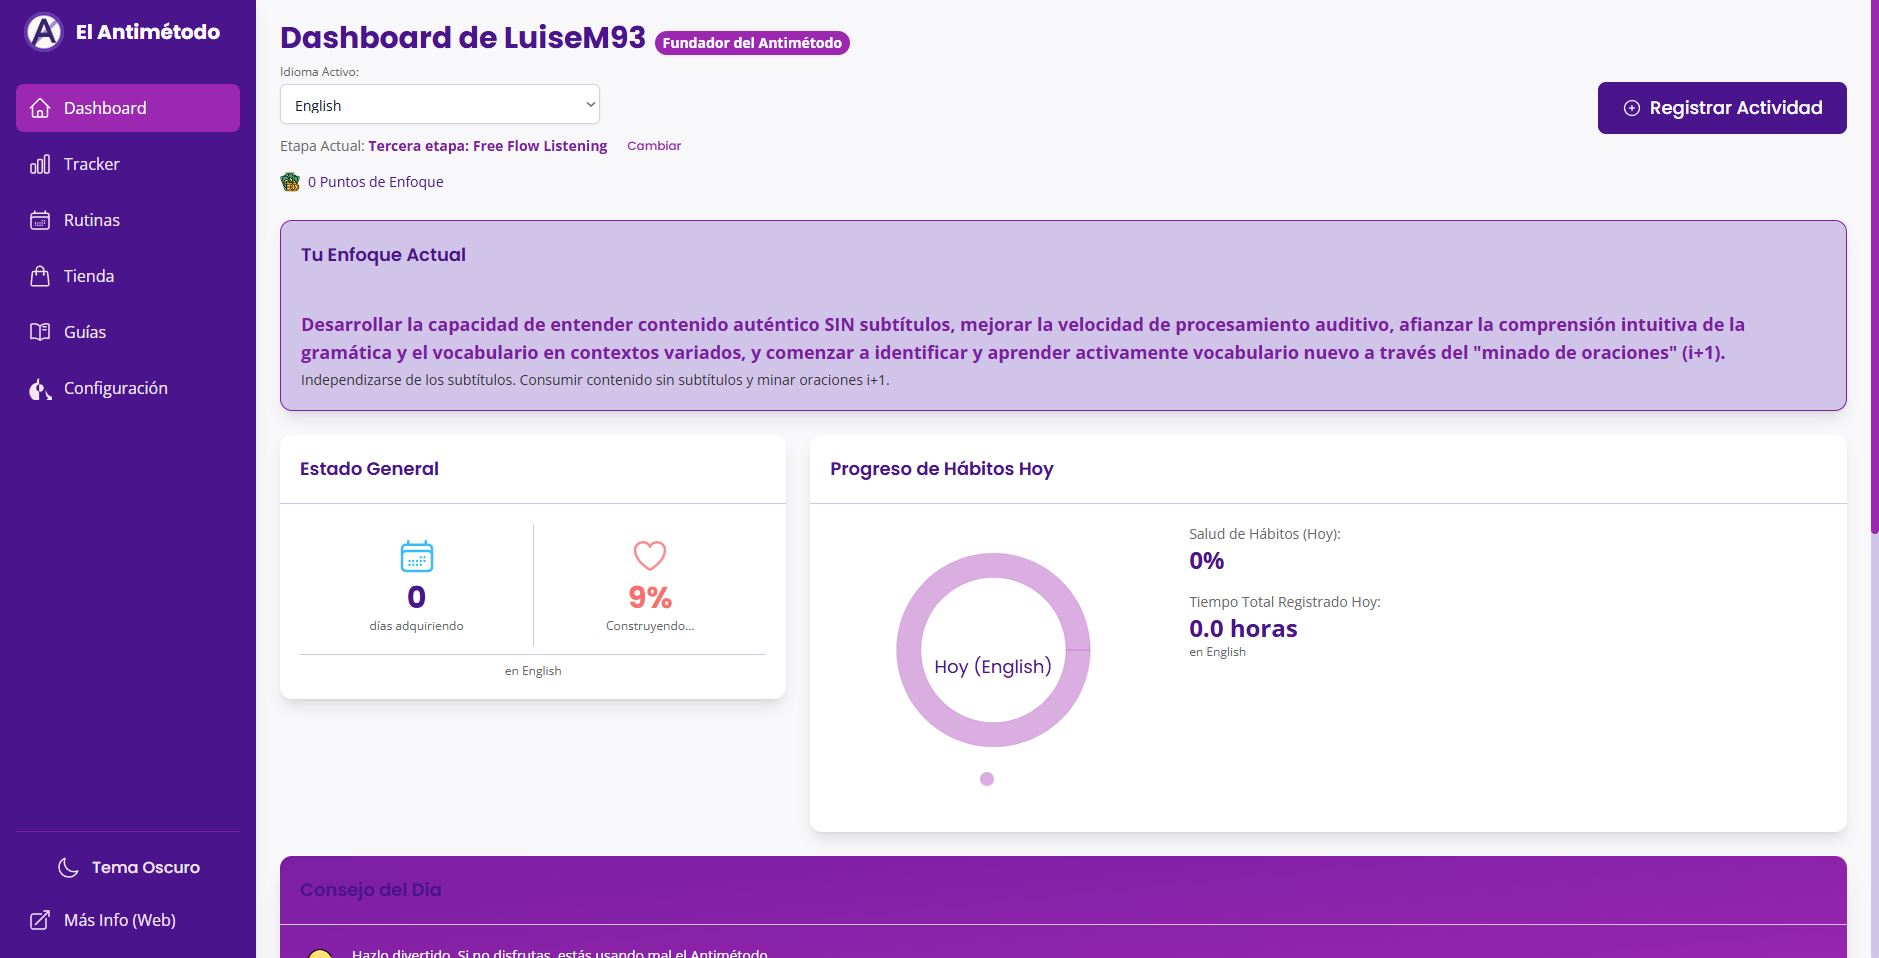 El Antimétodo
Dashboard
Tracker
Rutinas
Tienda
Guías
Configuración
Tema Oscuro
Más Info (Web)
Dashboard de LuiseM93 Fundador del Antimétodo
Idioma Activo:
English
Etapa Actual: Tercera etapa: Free Flow Listening Cambiar
0 Puntos de Enfoque
Registrar Actividad
Tu Enfoque Actual
Desarrollar la capacidad de entender contenido auténtico SIN subtítulos, mejorar la velocidad de procesamiento auditivo, afianzar la comprensión intuitiva de la
gramática y el vocabulario en contextos variados, y comenzar a identificar y aprender activamente vocabulario nuevo a través del "minado de oraciones" (i+1).
Independizarse de los subtítulos. Consumir contenido sin subtítulos y minar oraciones i+1.
Estado General
0
días adquiriendo
9%
Construyendo...
en English
Progreso de Hábitos Hoy
Hoy (English)
Salud de Hábitos (Hoy):
0%
Tiempo Total Registrado Hoy:
0.0 horas
en English
Consejo del Día
Hazlo divertido. Si no disfrutas, estás usando mal el Antimétodo.